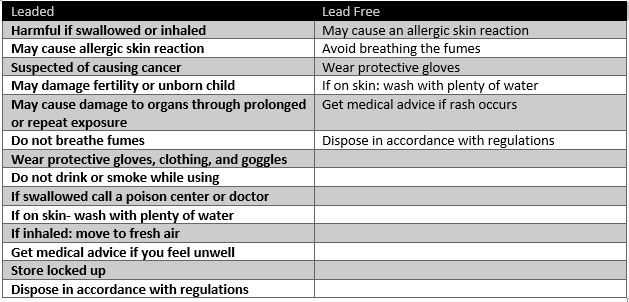 Leaded Lead Free
Harmful if swallowed or inhaled May cause an allergic skin reaction
May cause allergic skin reaction Avoid breathing the fumes
Suspected of causing cancer Wear protective gloves
May damage fertility or unborn child If on skin: wash with plenty of water
May cause damage to organs through prolonged Get medical advice if rash occurs
or repeat exposure
Do not breathe fumes Dispose in accordance with regulations
Wear protective gloves, clothing, and goggles
Do not drink or smoke while using
If swallowed call a poison center or doctor
If on skin- wash with plenty of water
If inhaled: move to fresh air
Get medical advice if you feel unwell
Store locked up
Dispose in accordance with regulations